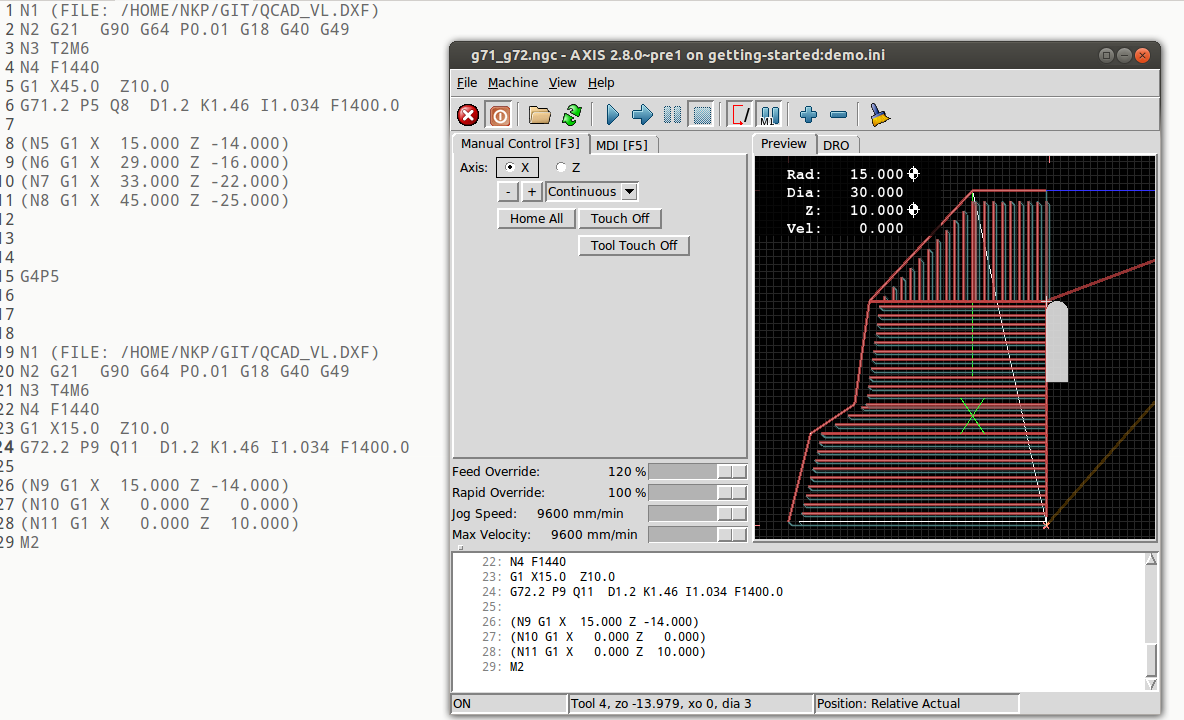 1 N1 (FILE: /HOME/NKP/GIT/QCAD_VL.DXF)
2 N2 G21  G90 G64 P0.01 G18 G40 G49
3 N3 T2M6
4 N4 F1440
5 G1 X45.0  Z10.0
6 G71.2 P5 Q8  D1.2 K1.46 I1.034 F1400.0
7
8 (N5 G1 X  15.000 Z -14.000)
9 (N6 G1 X  29.000 Z -16.000)
10 (N7 G1 X  33.000 Z -22.000)
11 (N8 G1 X  45.000 Z -25.000)
12
13
14
15 G4P5
16
17
18
19 N1 (FILE: /HOME/NKP/GIT/QCAD_VL.DXF)
20 N2 G21  G90 G64 P0.01 G18 G40 G49
21 N3 T4M6
22 N4 F1440
23 G1 X15.0  Z10.0
24 G72.2 P9 Q11  D1.2 K1.46 I1.034 F1400.0
25
26 (N9 G1 X  15.000 Z -14.000)
27 (N10 G1 X   0.000 Z   0.000)
28 (N11 G1 X   0.000 Z  10.000)
29 M2
g71_g72.ngc - AXIS 2.8.0~pre1 on getting-started:demo.ini
File Machine View Help
M1
Manual Control [F3] MDI [F5]
Axis: X Z
- + Continuous
Home All Touch Off
Tool Touch Off
Feed Override: 120 %
Rapid Override: 100 %
Jog Speed: 9600 mm/min
Max Velocity: 9600 mm/min
Preview DRO
Rad: 15.000
Dia: 30.000
Z: 10.000
Vel: 0.000
22: N4 F1440
23: G1 X15.0  Z10.0
24: G72.2 P9 Q11  D1.2 K1.46 I1.034 F1400.0
25:
26: (N9 G1 X  15.000 Z -14.000)
27: (N10 G1 X   0.000 Z   0.000)
28: (N11 G1 X   0.000 Z  10.000)
29: M2
ON Tool 4, zo -13.979, xo 0, dia 3 Position: Relative Actual